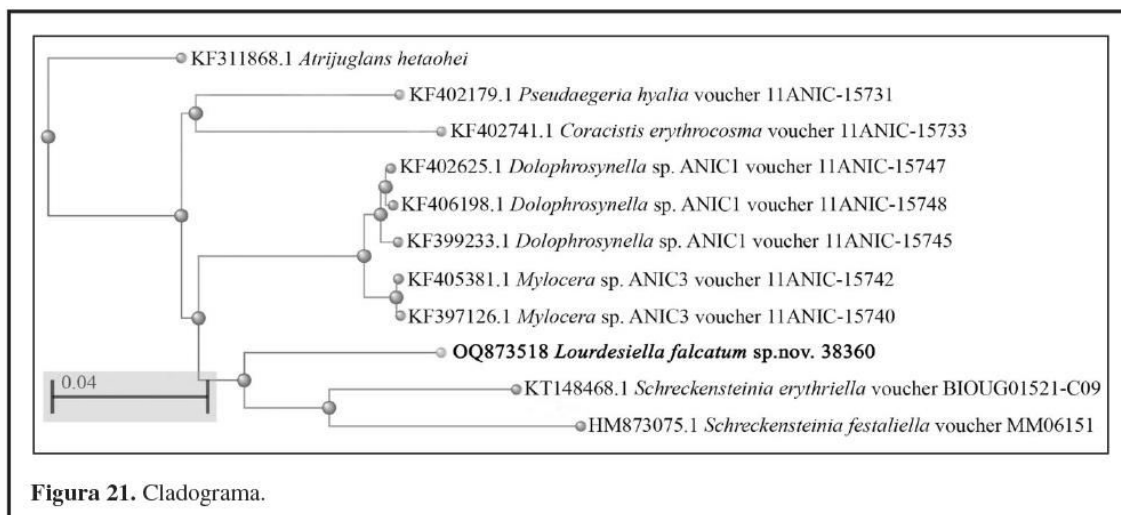 KF311868.1 Atrijuglans hetaohei
KF402179.1 Pseudaegeria hyalia voucher 11ANIC-15731
KF402741.1 Coracistis erythrocosma voucher 11ANIC-15733
KF402625.1 Dolophrosynella sp. ANIC1 voucher 11ANIC-15747
KF406198.1 Dolophrosynella sp. ANIC1 voucher 11ANIC-15748
KF399233.1 Dolophrosynella sp. ANIC1 voucher 11ANIC-15745
KF405381.1 Mylocera sp. ANIC3 voucher 11ANIC-15742
KF397126.1 Mylocera sp. ANIC3 voucher 11ANIC-15740
OQ873518 Lourdesiella falcatum sp.nov. 38360
0.04
KT148468.1 Schreckensteinia erythriella voucher BIOUG01521-C09
HM873075.1 Schreckensteinia festaliella voucher MM06151
Figura 21. Cladograma.